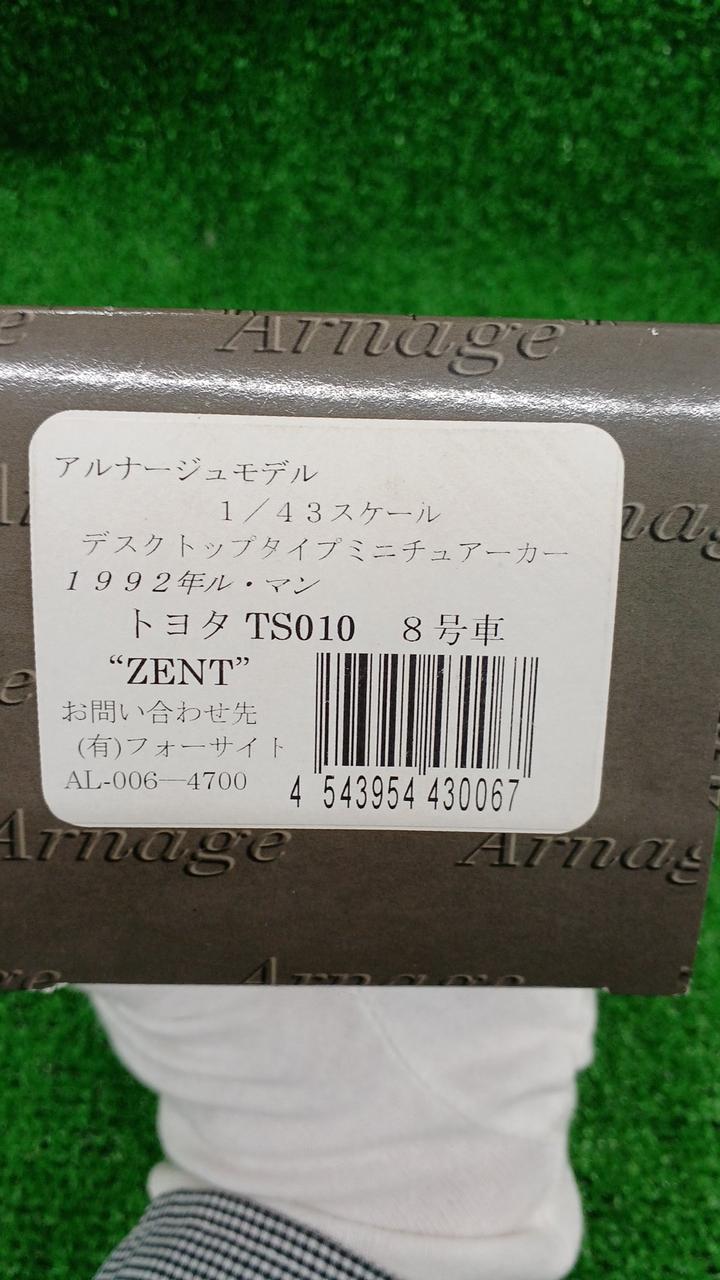 Arnage
アルナージュモデル
１／４３スケール
デスクトップタイプミニチュアーカー
１９９２年ル・マン
トヨタ TS010　８号車
“ZENT”
お問い合わせ先
(有)フォーサイト
AL-006—4700
4 543954 430067
Arnage
Arnage
Arnage